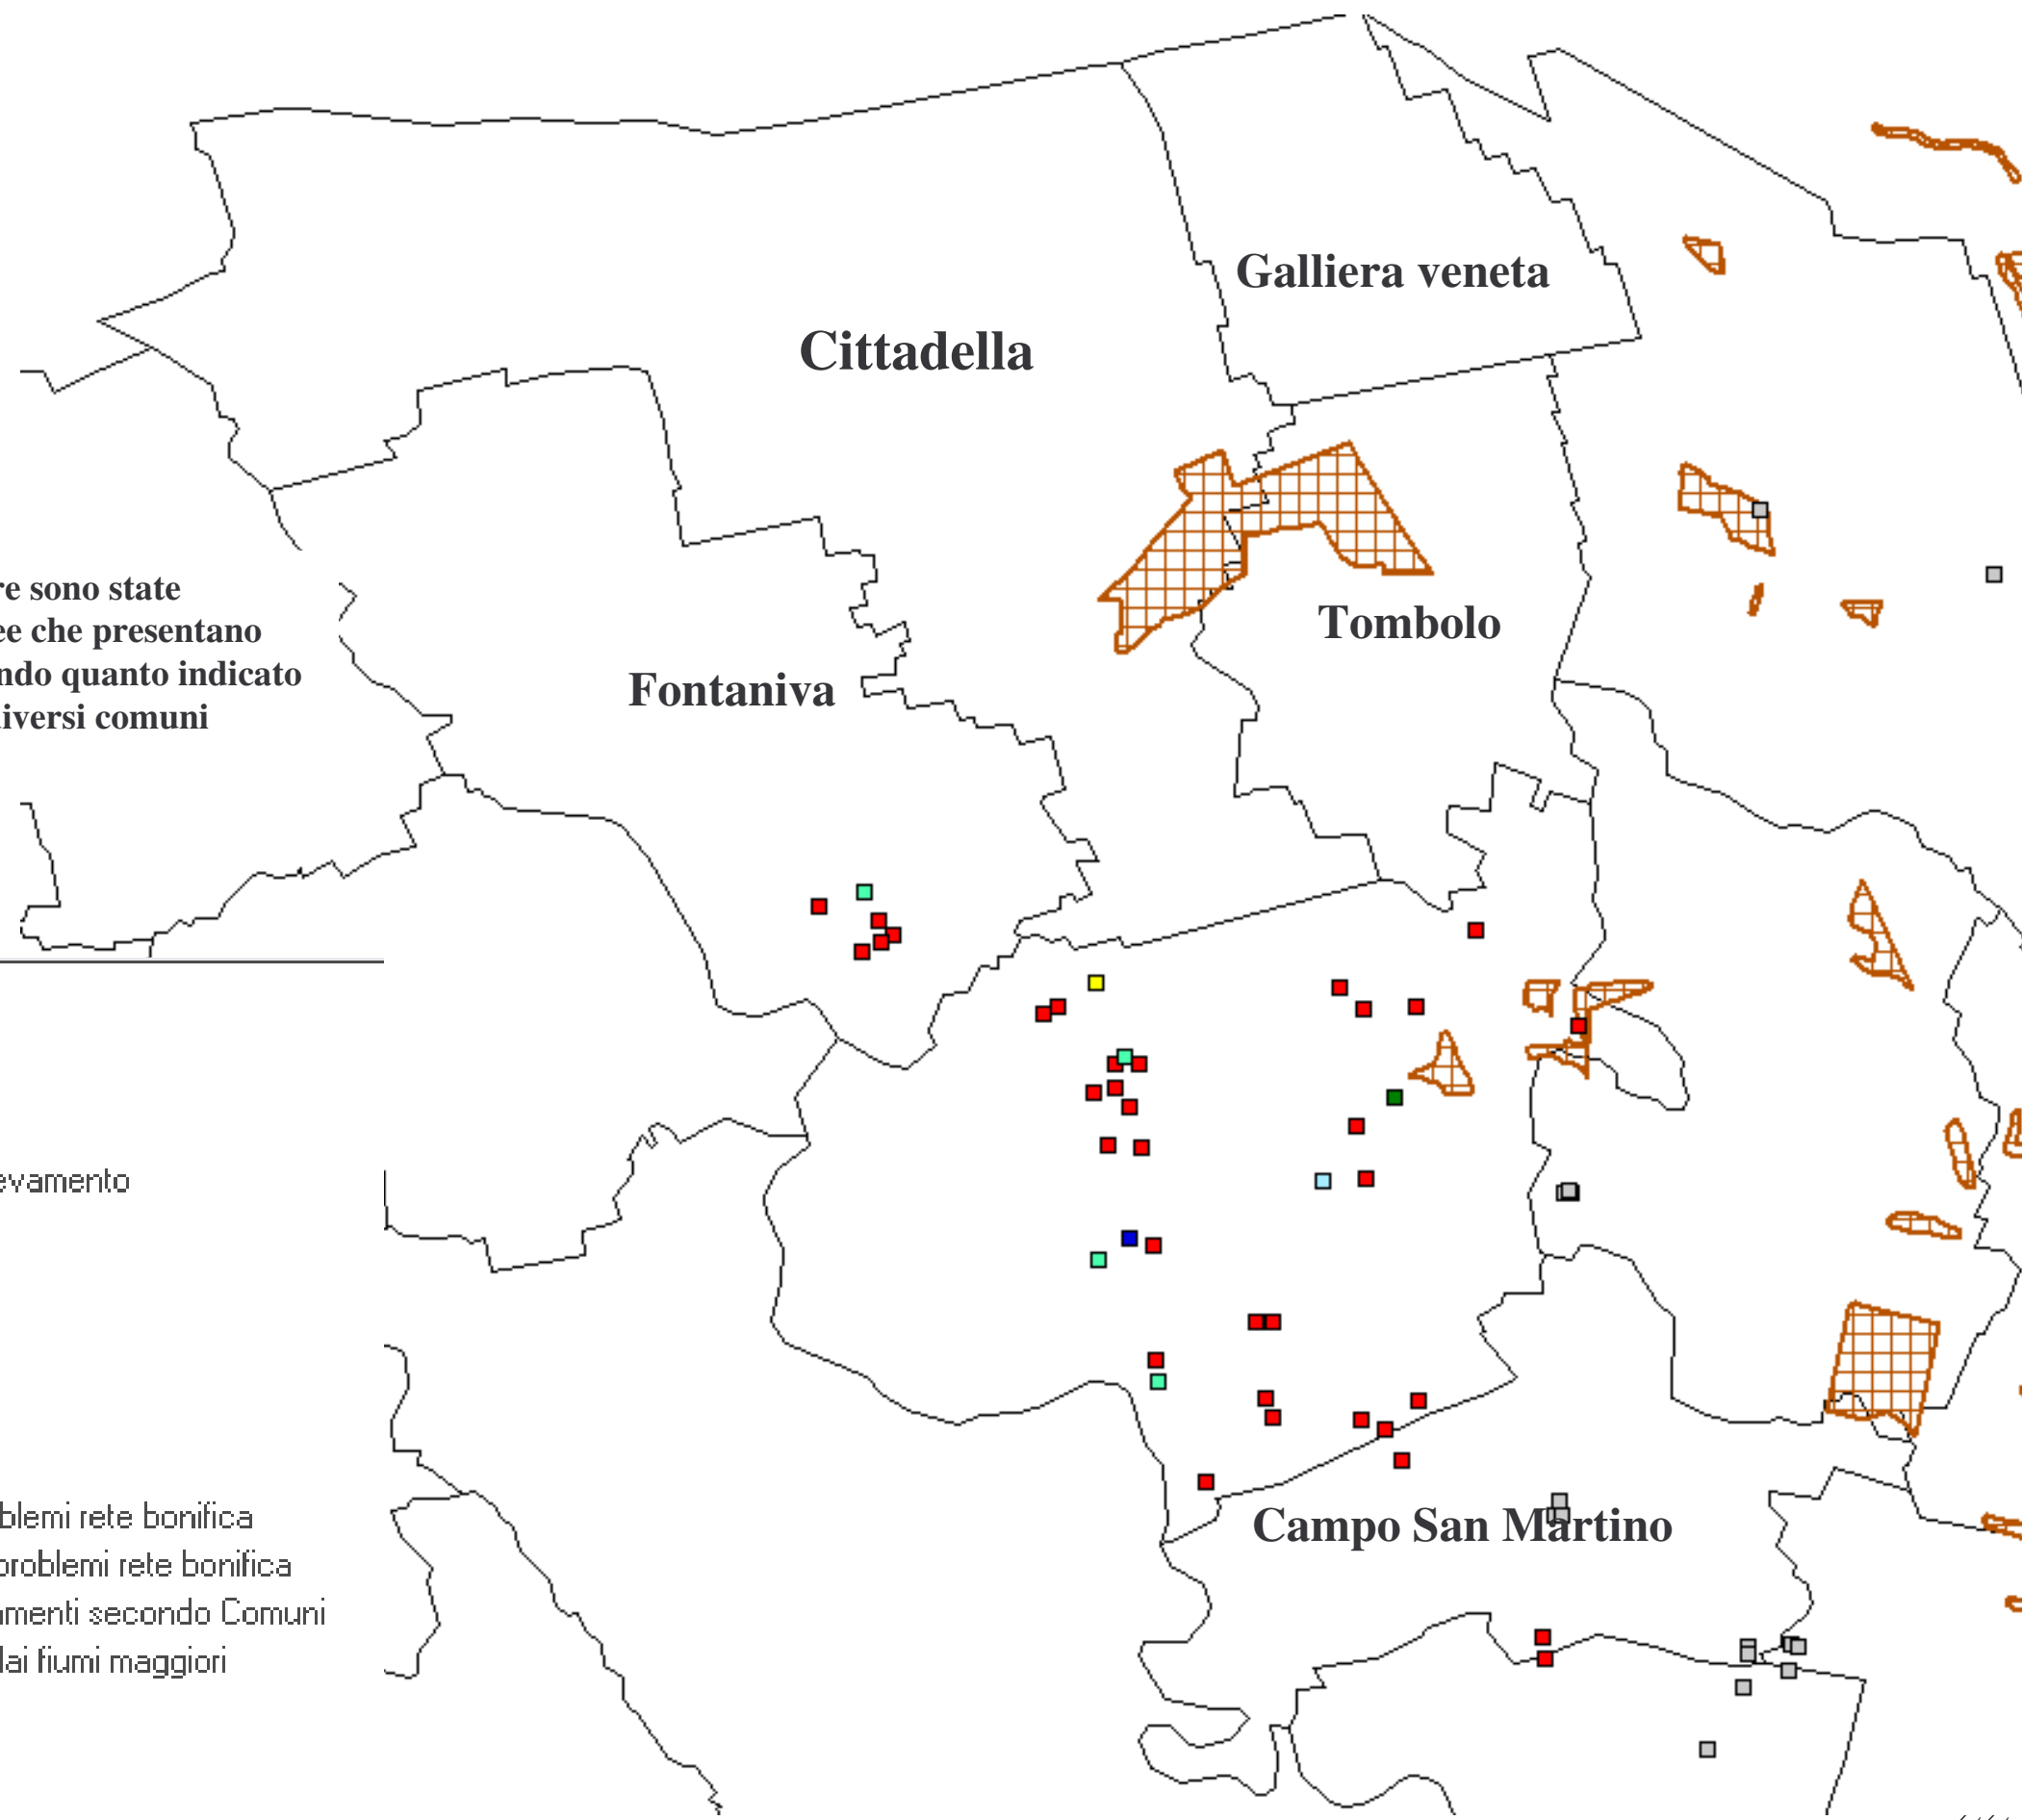 Galliera veneta
Cittadella
re sono state
ee che presentano
ndo quanto indicato
iversi comuni
Tombolo
Fontaniva
evamento
Campo San Martino
blemi rete bonifica
problemi rete bonifica
menti secondo Comuni
dai fiumi maggiori